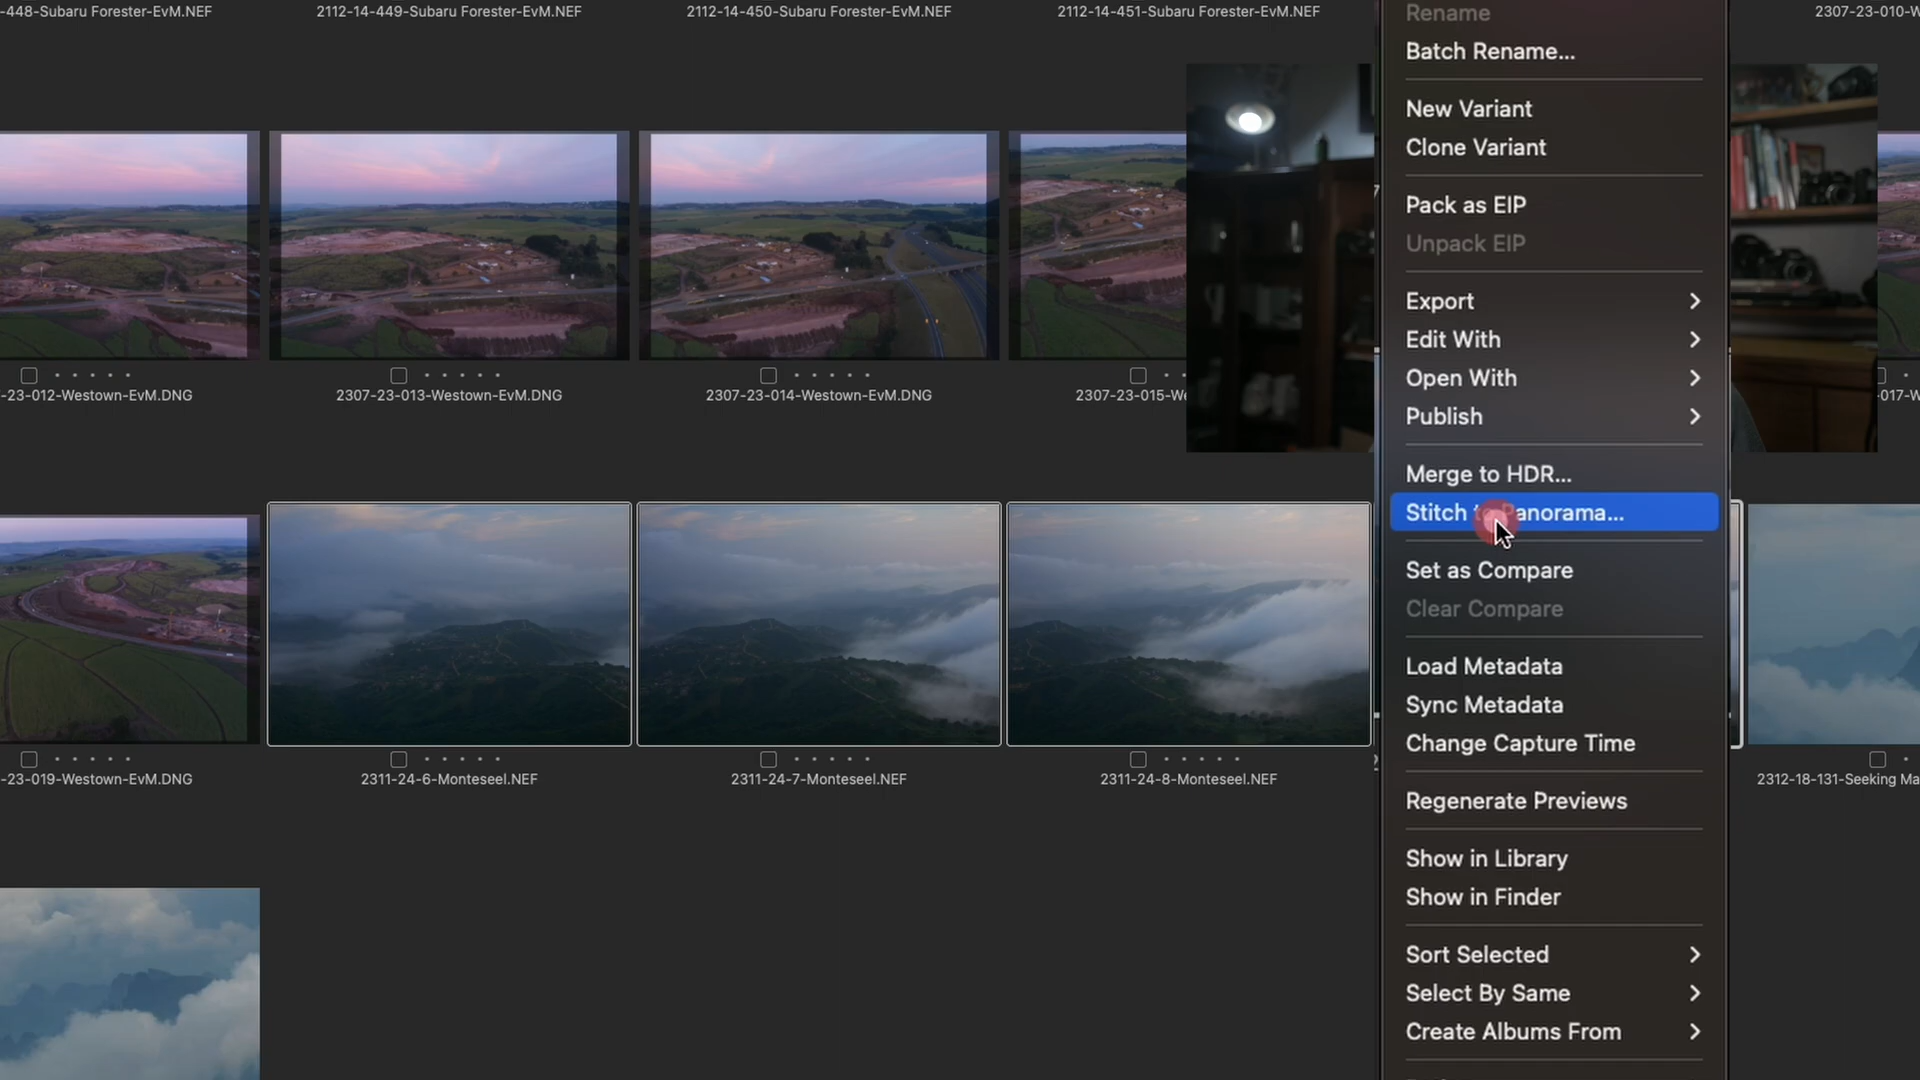 -448-Subaru Forester-EvM.NEF
2112-14-449-Subaru Forester-EvM.NEF
2112-14-450-Subaru Forester-EvM.NEF
2112-14-451-Subaru Forester-EvM.NEF
2307-23-010-W
-23-012-Westown-EvM.DNG
2307-23-013-Westown-EvM.DNG
2307-23-014-Westown-EvM.DNG
2307-23-015-We
-017-W
-23-019-Westown-EvM.DNG
2311-24-6-Monteseel.NEF
2311-24-7-Monteseel.NEF
2311-24-8-Monteseel.NEF
2312-18-131-Seeking Ma
Rename
Batch Rename...
New Variant
Clone Variant
Pack as EIP
Unpack EIP
Export
Edit With
Open With
Publish
Merge to HDR...
Stitch to Panorama...
Set as Compare
Clear Compare
Load Metadata
Sync Metadata
Change Capture Time
Regenerate Previews
Show in Library
Show in Finder
Sort Selected
Select By Same
Create Albums From